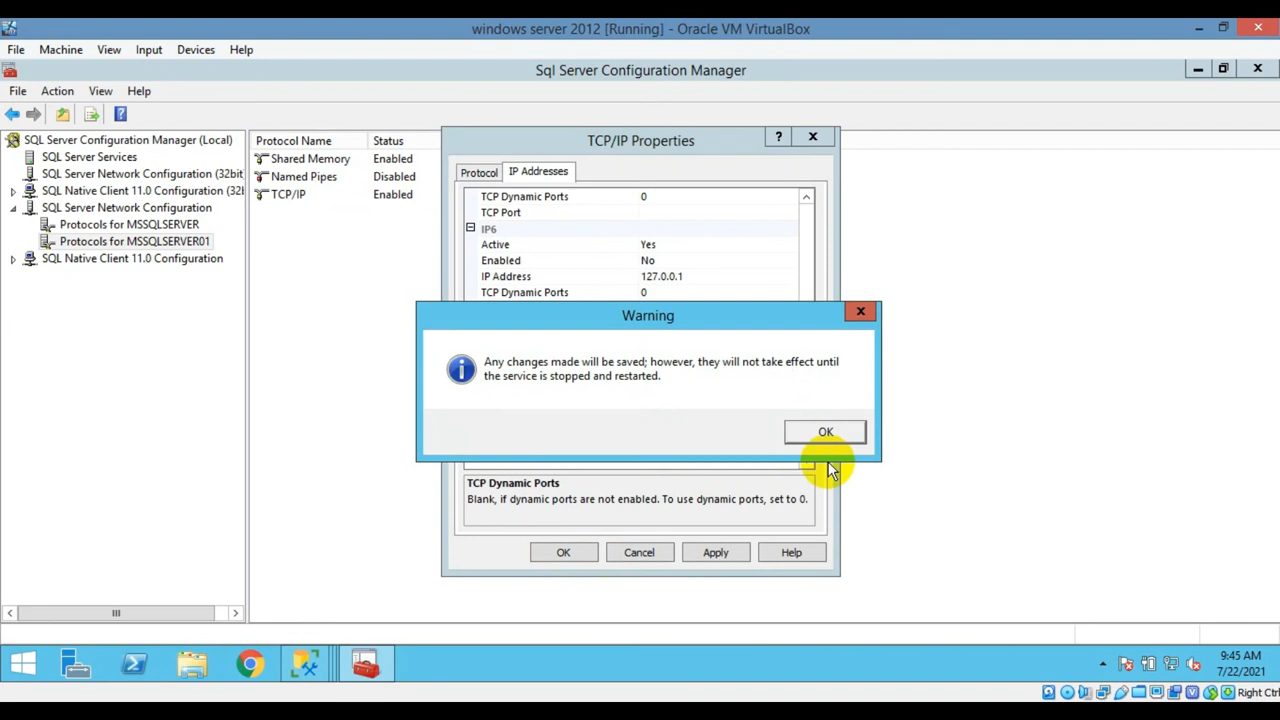 windows server 2012 [Running] - Oracle VM VirtualBox
File Machine View Input Devices Help
Sql Server Configuration Manager
File Action View Help
SQL Server Configuration Manager (Local)
SQL Server Services
SQL Server Network Configuration (32bit
SQL Native Client 11.0 Configuration (32b
SQL Server Network Configuration
Protocols for MSSQLSERVER
Protocols for MSSQLSERVER01
SQL Native Client 11.0 Configuration
Protocol Name Status
Shared Memory Enabled
Named Pipes Disabled
TCP/IP Enabled
TCP/IP Properties
Protocol IP Addresses
TCP Dynamic Ports 0
TCP Port
IP6
Active Yes
Enabled No
IP Address 127.0.0.1
TCP Dynamic Ports 0
Warning
Any changes made will be saved; however, they will not take effect until
the service is stopped and restarted.
OK
TCP Dynamic Ports
Blank, if dynamic ports are not enabled. To use dynamic ports, set to 0.
OK Cancel Apply Help
9:45 AM
7/22/2021
Right Ctrl